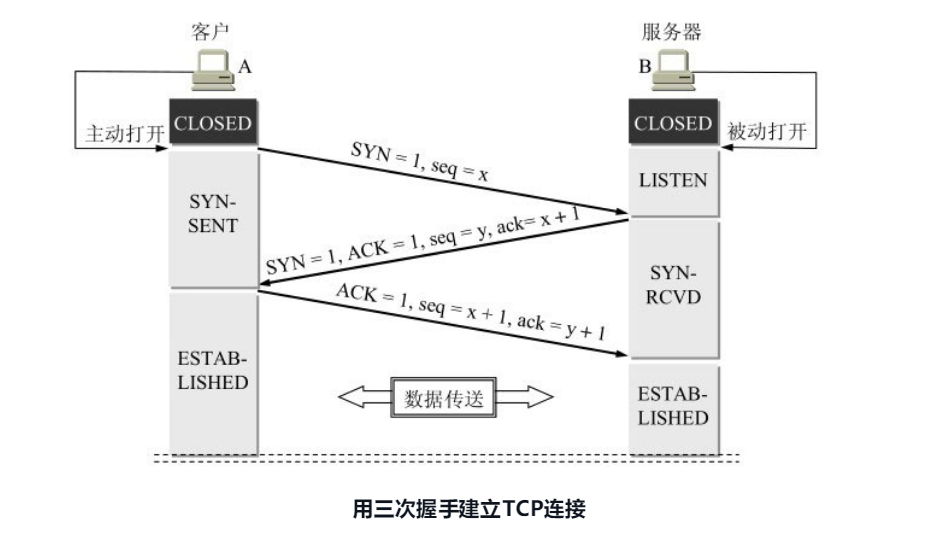 客户
服务器
A
B
CLOSED
CLOSED
主动打开
被动打开
SYN = 1, seq = x
LISTEN
SYN-
SENT
SYN = 1, ACK = 1, seq = y, ack= x + 1
SYN-
RCVD
ACK = 1, seq = x + 1, ack = y + 1
ESTAB-
LISHED
数据传送
ESTAB-
LISHED
用三次握手建立TCP连接